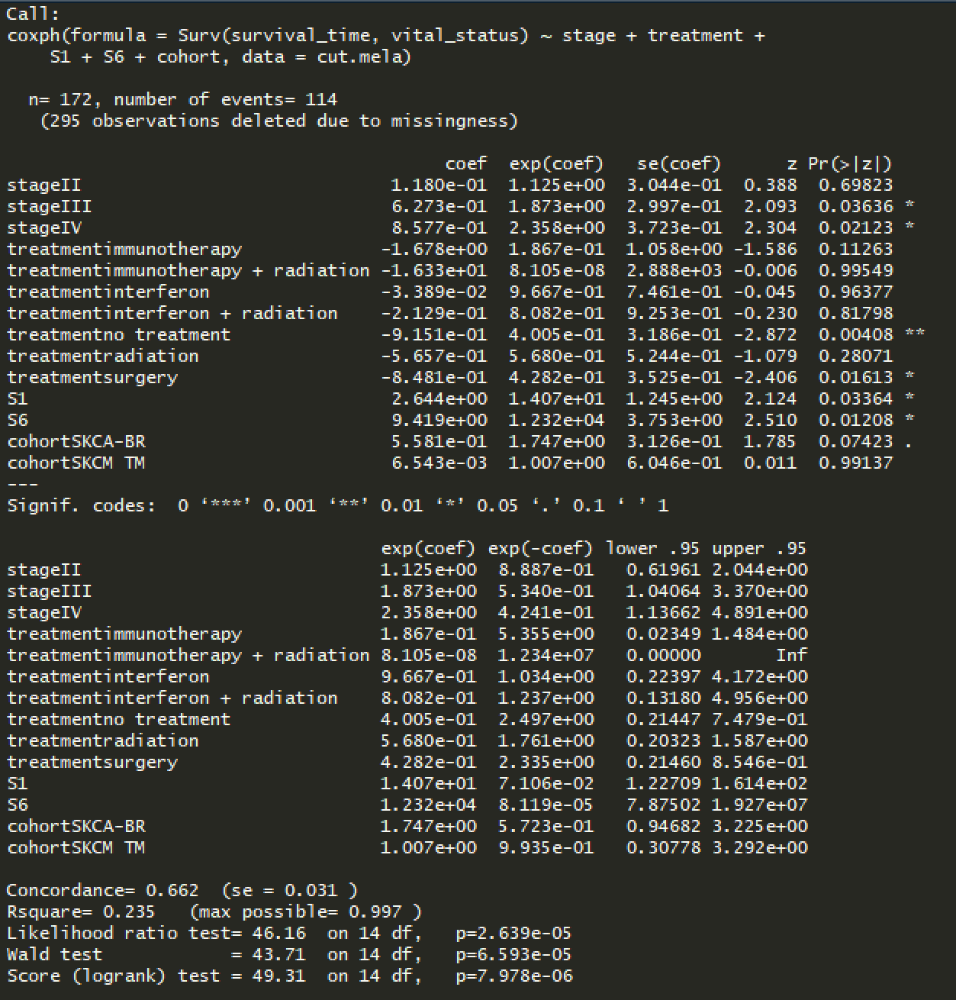 Call:
coxph(formula = Surv(survival_time, vital_status) ~ stage + treatment +
    S1 + S6 + cohort, data = cut.mela)

  n= 172, number of events= 114
   (295 observations deleted due to missingness)

                                        coef  exp(coef)   se(coef)      z Pr(>|z|)
stageII                            1.180e-01  1.125e+00  3.044e-01  0.388  0.69823
stageIII                           6.273e-01  1.873e+00  2.997e-01  2.093  0.03636 *
stageIV                            8.577e-01  2.358e+00  3.723e-01  2.304  0.02123 *
treatmentimmunotherapy            -1.678e+00  1.867e-01  1.058e+00 -1.586  0.11263
treatmentimmunotherapy + radiation -1.633e+01  8.105e-08  2.888e+03 -0.006  0.99549
treatmentinterferon               -3.389e-02  9.667e-01  7.461e-01 -0.045  0.96377
treatmentinterferon + radiation   -2.129e-01  8.082e-01  9.253e-01 -0.230  0.81798
treatmentno treatment             -9.151e-01  4.005e-01  3.186e-01 -2.872  0.00408 **
treatmentradiation                -5.657e-01  5.680e-01  5.244e-01 -1.079  0.28071
treatmentsurgery                  -8.481e-01  4.282e-01  3.525e-01 -2.406  0.01613 *
S1                                 2.644e+00  1.407e+01  1.245e+00  2.124  0.03364 *
S6                                 9.419e+00  1.232e+04  3.753e+00  2.510  0.01208 *
cohortSKCA-BR                      5.581e-01  1.747e+00  3.126e-01  1.785  0.07423 .
cohortSKCM TM                      6.543e-03  1.007e+00  6.046e-01  0.011  0.99137
---
Signif. codes:  0 ‘***’ 0.001 ‘**’ 0.01 ‘*’ 0.05 ‘.’ 0.1 ‘ ’ 1

                                   exp(coef) exp(-coef) lower .95 upper .95
stageII                            1.125e+00  8.887e-01   0.61961 2.044e+00
stageIII                           1.873e+00  5.340e-01   1.04064 3.370e+00
stageIV                            2.358e+00  4.241e-01   1.13662 4.891e+00
treatmentimmunotherapy             1.867e-01  5.355e+00   0.02349 1.484e+00
treatmentimmunotherapy + radiation 8.105e-08  1.234e+07   0.00000       Inf
treatmentinterferon                9.667e-01  1.034e+00   0.22397 4.172e+00
treatmentinterferon + radiation    8.082e-01  1.237e+00   0.13180 4.956e+00
treatmentno treatment              4.005e-01  2.497e+00   0.21447 7.479e-01
treatmentradiation                 5.680e-01  1.761e+00   0.20323 1.587e+00
treatmentsurgery                   4.282e-01  2.335e+00   0.21460 8.546e-01
S1                                 1.407e+01  7.106e-02   1.22709 1.614e+02
S6                                 1.232e+04  8.119e-05   7.87502 1.927e+07
cohortSKCA-BR                      1.747e+00  5.723e-01   0.94682 3.225e+00
cohortSKCM TM                      1.007e+00  9.935e-01   0.30778 3.292e+00

Concordance= 0.662  (se = 0.031 )
Rsquare= 0.235   (max possible= 0.997 )
Likelihood ratio test= 46.16  on 14 df,   p=2.639e-05
Wald test            = 43.71  on 14 df,   p=6.593e-05
Score (logrank) test = 49.31  on 14 df,   p=7.978e-06